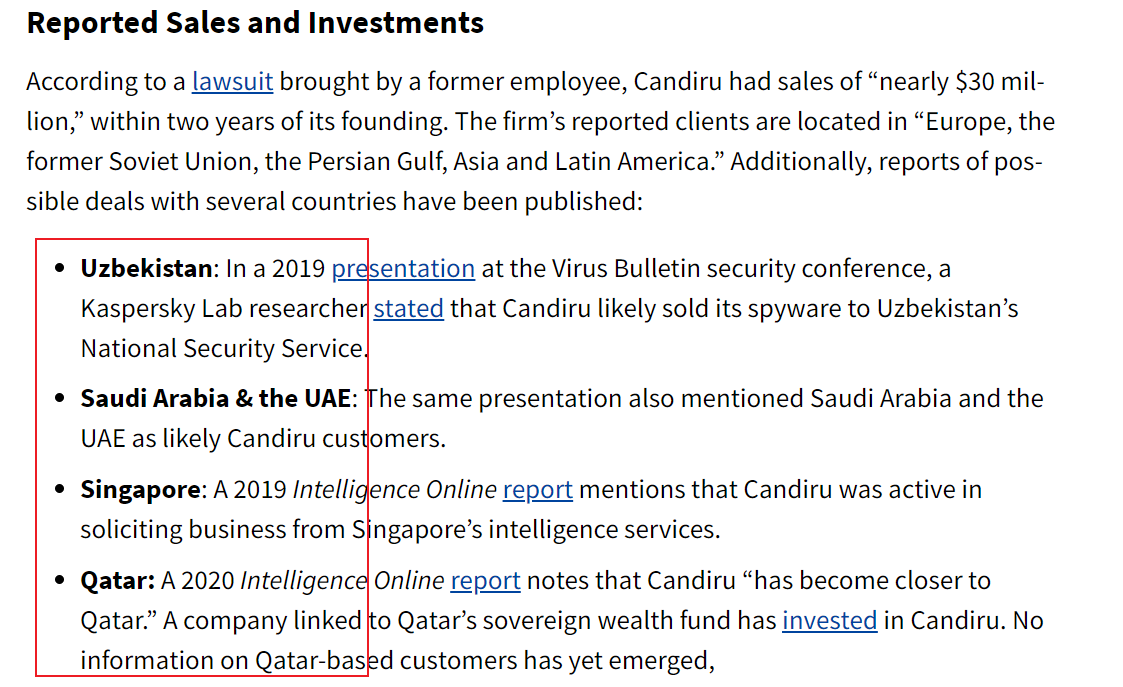 Reported Sales and Investments
According to a lawsuit brought by a former employee, Candiru had sales of “nearly $30 mil-
lion,” within two years of its founding. The firm’s reported clients are located in “Europe, the
former Soviet Union, the Persian Gulf, Asia and Latin America.” Additionally, reports of pos-
sible deals with several countries have been published:
• Uzbekistan: In a 2019 presentation at the Virus Bulletin security conference, a
Kaspersky Lab researcher stated that Candiru likely sold its spyware to Uzbekistan’s
National Security Service.
• Saudi Arabia & the UAE: The same presentation also mentioned Saudi Arabia and the
UAE as likely Candiru customers.
• Singapore: A 2019 Intelligence Online report mentions that Candiru was active in
soliciting business from Singapore’s intelligence services.
• Qatar: A 2020 Intelligence Online report notes that Candiru “has become closer to
Qatar.” A company linked to Qatar’s sovereign wealth fund has invested in Candiru. No
information on Qatar-based customers has yet emerged,